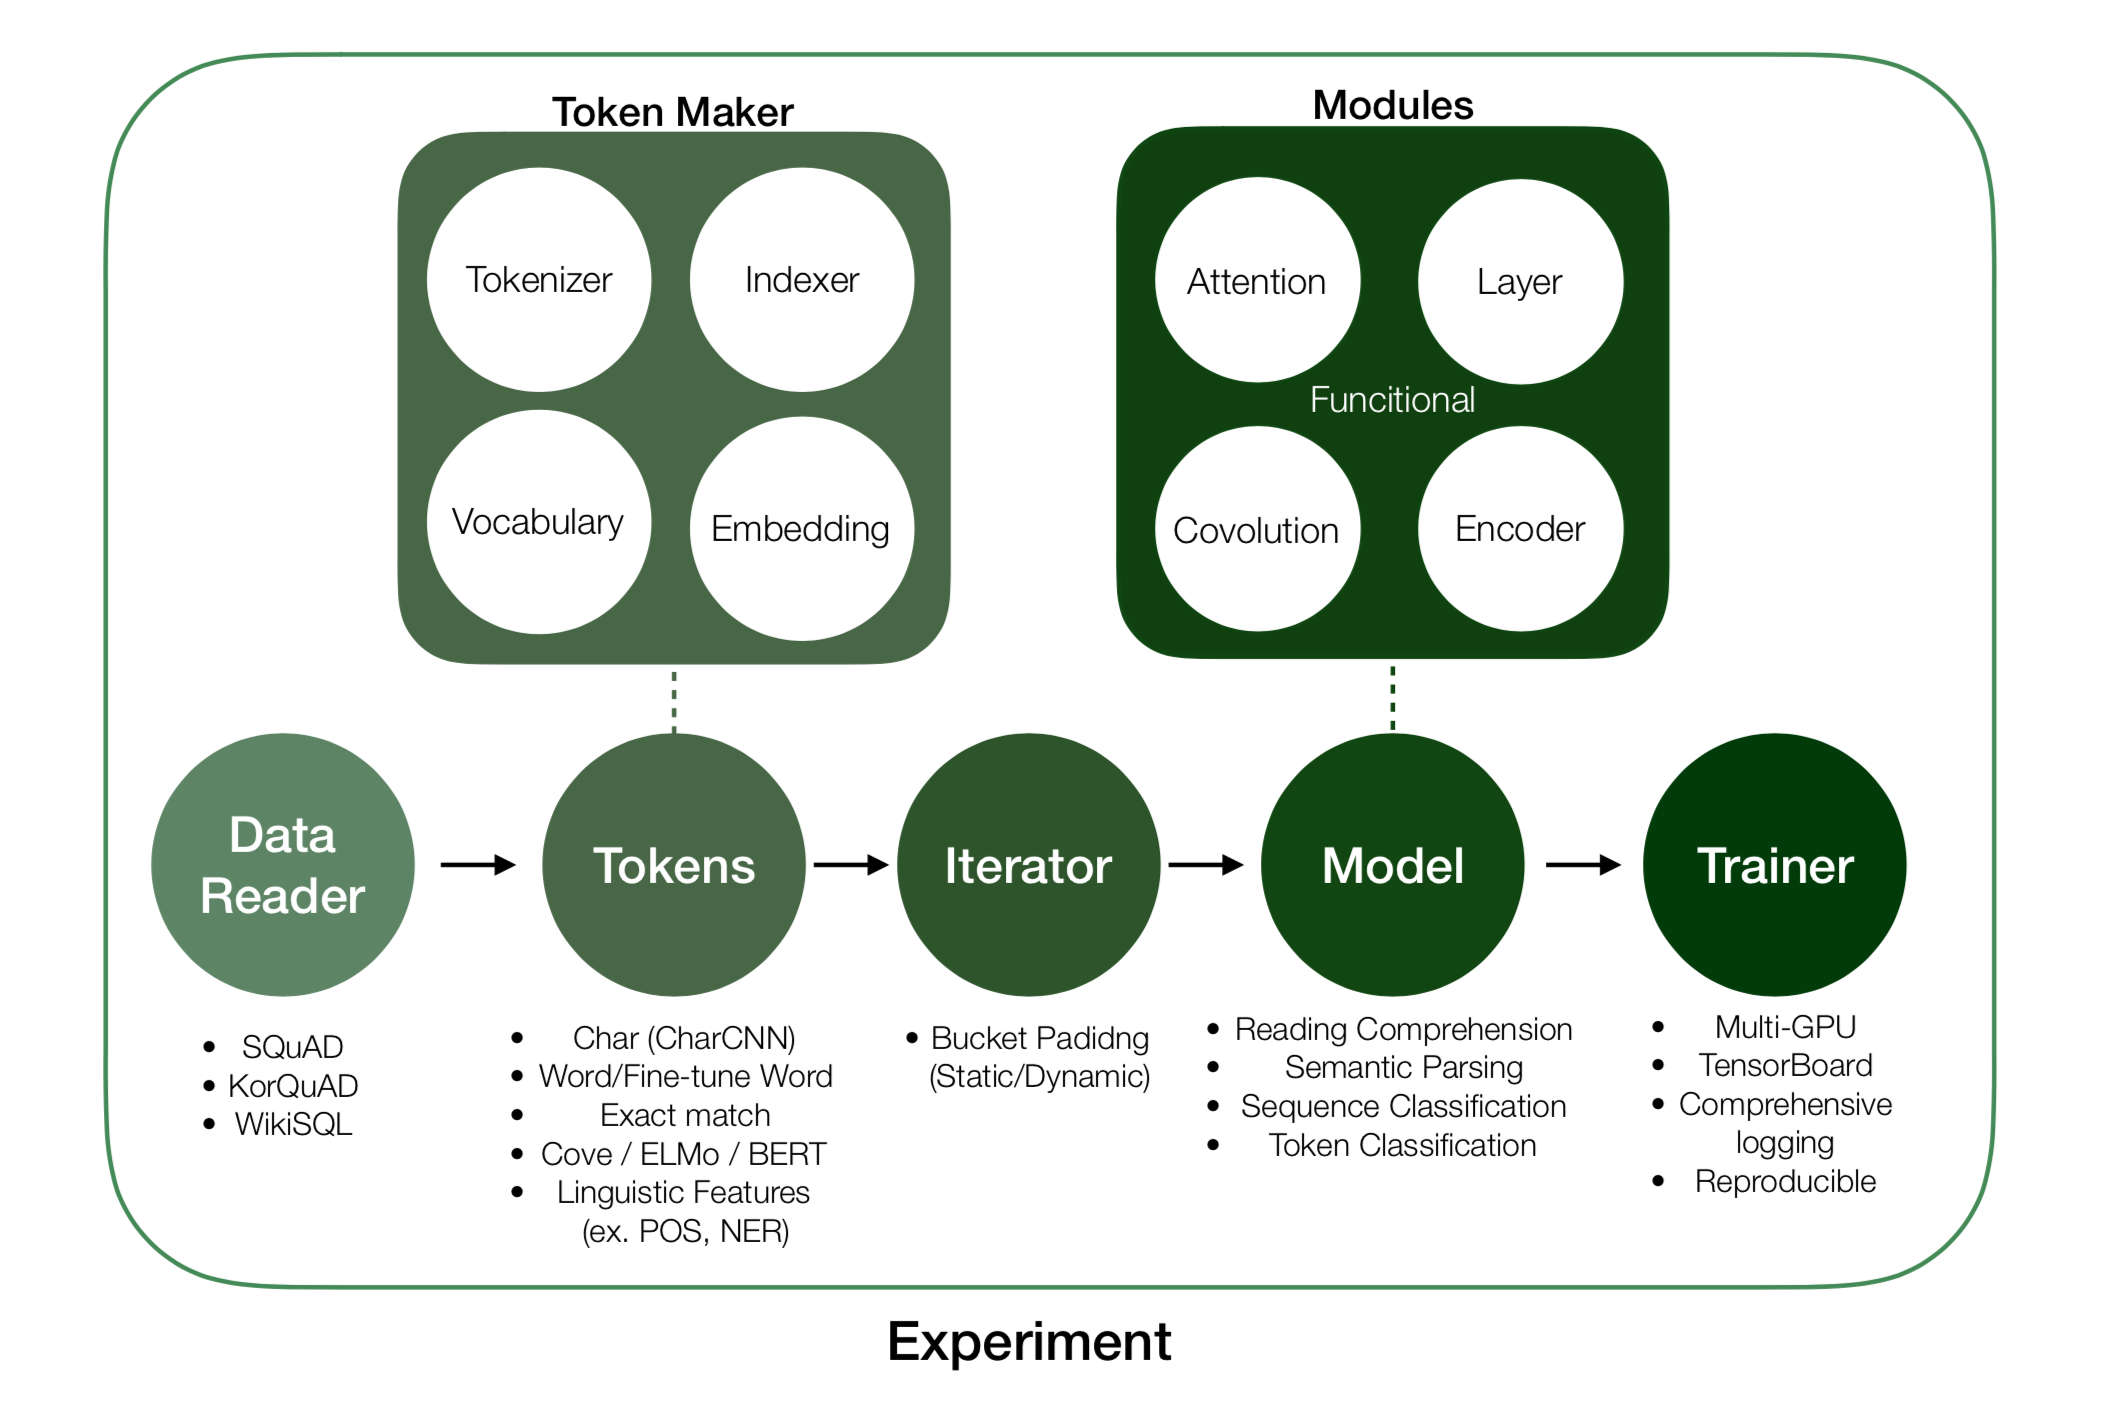 Token Maker
Tokenizer
Indexer
Vocabulary
Embedding
Modules
Attention
Layer
Funcitional
Covolution
Encoder
Data
Reader
Tokens
Iterator
Model
Trainer
• SQuAD
• KorQuAD
• WikiSQL
• Char (CharCNN)
• Word/Fine-tune Word
• Exact match
• Cove / ELMo / BERT
• Linguistic Features
(ex. POS, NER)
• Bucket Padidng
(Static/Dynamic)
• Reading Comprehension
• Semantic Parsing
• Sequence Classification
• Token Classification
• Multi-GPU
• TensorBoard
• Comprehensive
logging
• Reproducible
Experiment